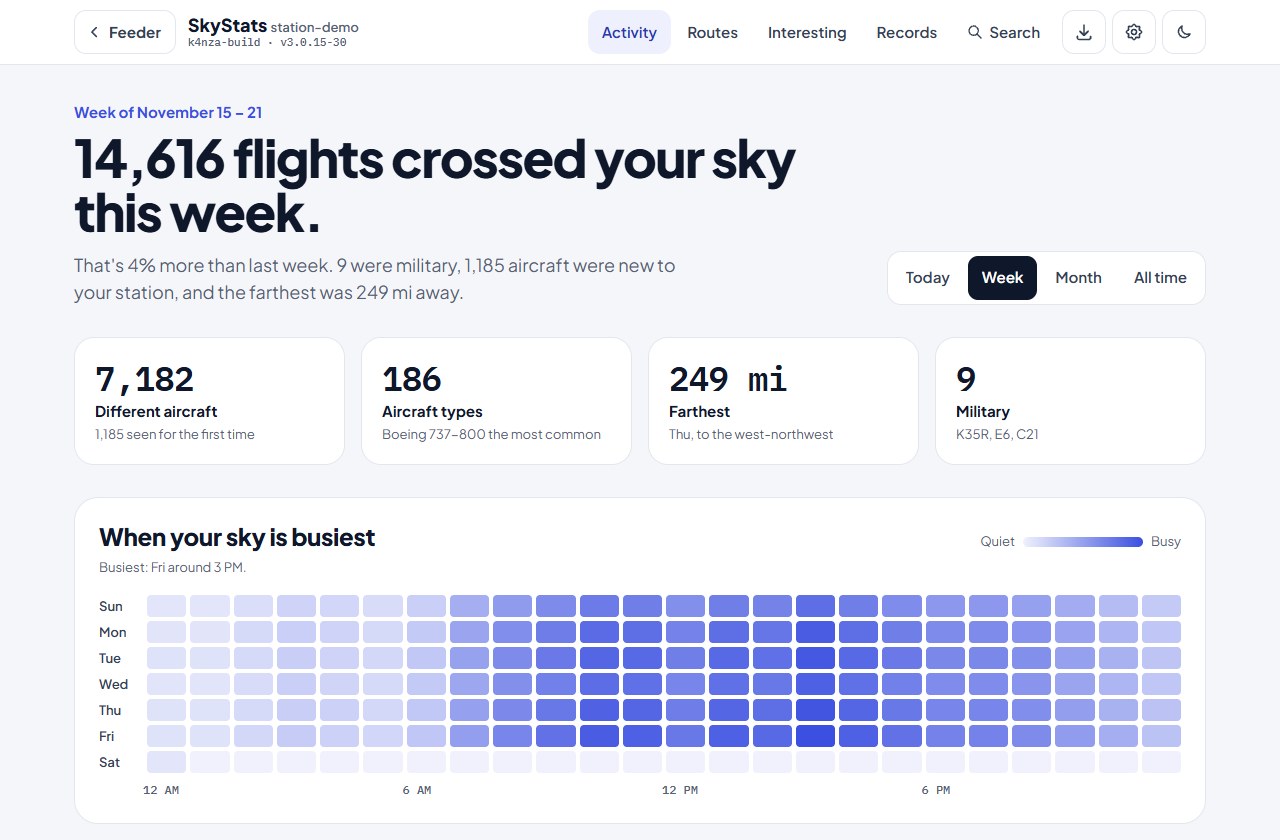 Feeder
SkyStats station-demo
k4nza-build · v3.0.15-30
Activity
Routes
Interesting
Records
Search
Week of November 15 – 21
14,616 flights crossed your sky
this week.
That's 4% more than last week. 9 were military, 1,185 aircraft were new to
your station, and the farthest was 249 mi away.
Today
Week
Month
All time
7,182
Different aircraft
1,185 seen for the first time
186
Aircraft types
Boeing 737–800 the most common
249 mi
Farthest
Thu, to the west-northwest
9
Military
K35R, E6, C21
When your sky is busiest
Quiet
Busy
Busiest: Fri around 3 PM.
Sun
Mon
Tue
Wed
Thu
Fri
Sat
12 AM
6 AM
12 PM
6 PM